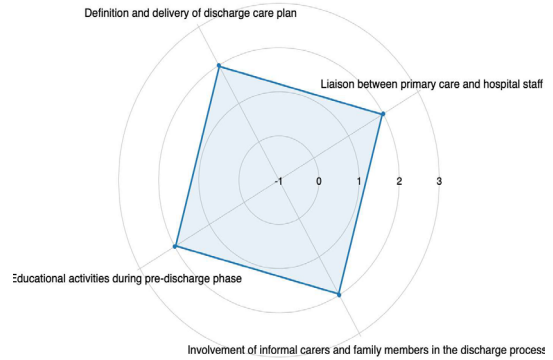 Definition and delivery of discharge care plan
Liaison between primary care and hospital staff
-1 0 1 2 3
Educational activities during pre-discharge phase
Involvement of informal carers and family members in the discharge process